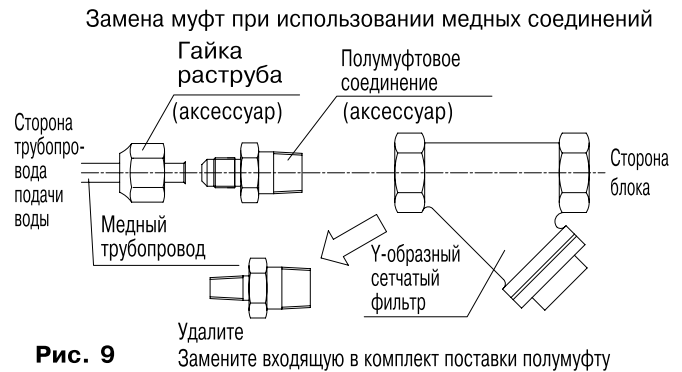 Замена муфт при использовании медных соединений
Гайка
раструба
(аксессуар)
Полумуфтовое
соединение
(аксессуар)
Сторона
трубопро-
вода
подачи
воды
Сторона
блока
Медный
трубопровод
Y-образный
сетчатый
фильтр
Удалите
Замените входящую в комплект поставки полумуфту
Рис. 9